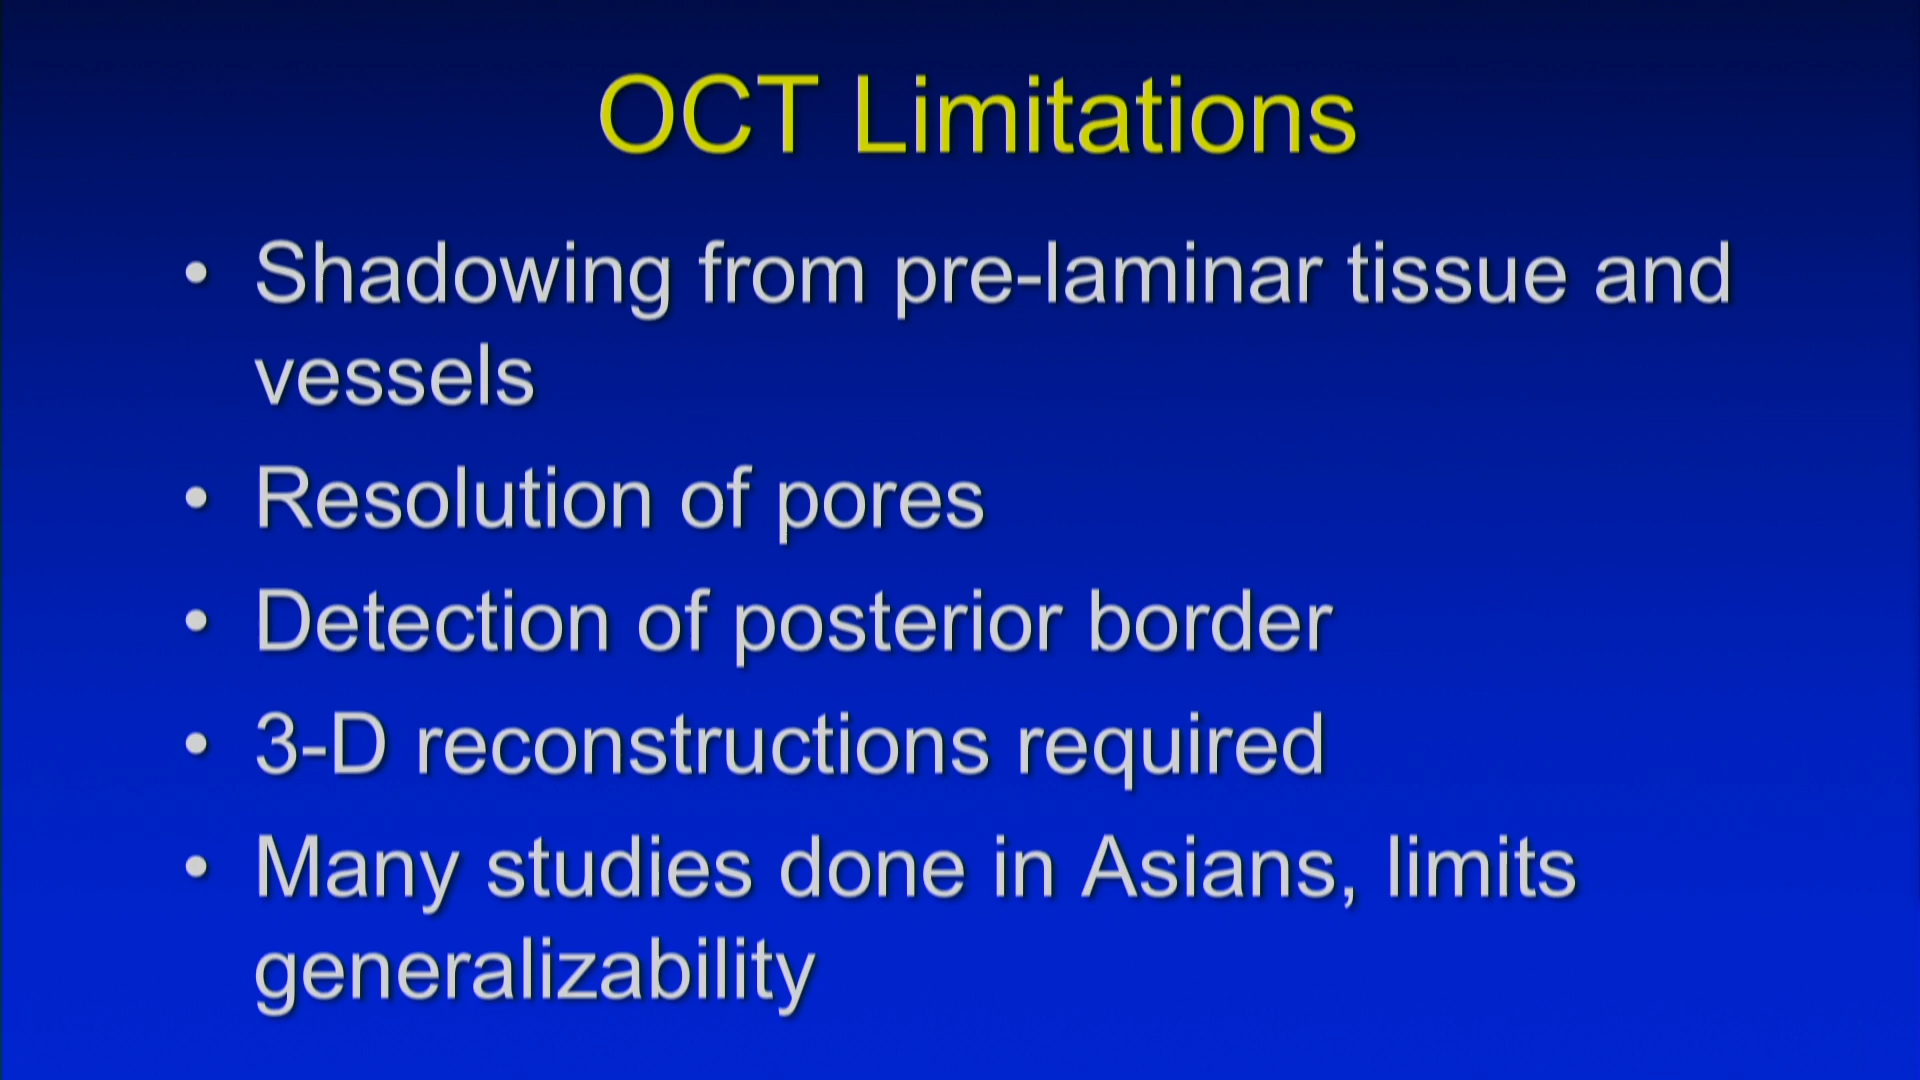 OCT Limitations
• Shadowing from pre-laminar tissue and
vessels
• Resolution of pores
• Detection of posterior border
• 3-D reconstructions required
• Many studies done in Asians, limits
generalizability